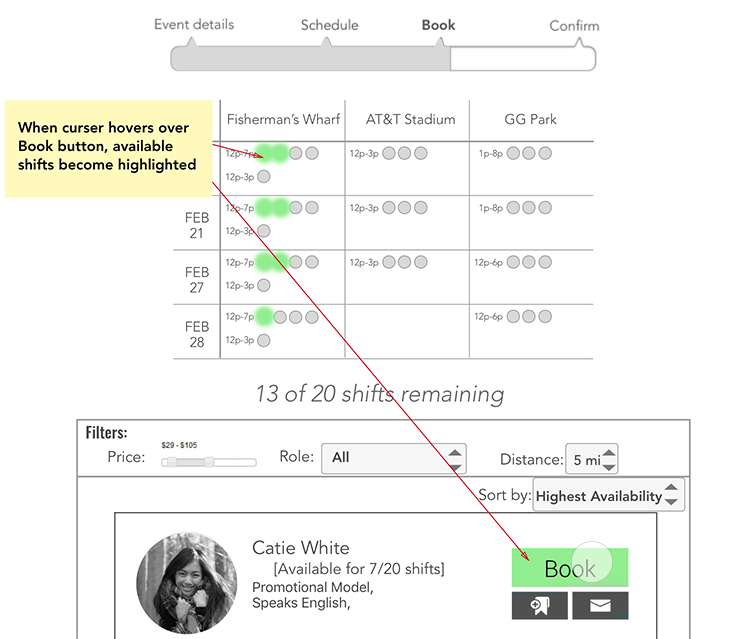 Event details Schedule Book Confirm
When curser hovers over
Book button, available
shifts become highlighted
Fisherman's Wharf AT&T Stadium GG Park
12p-7p 12p-3p 1p-8p
12p-3p
FEB
21
12p-7p 12p-3p 1p-8p
12p-3p
FEB
27
12p-7p 12p-3p 12p-6p
12p-3p
FEB
28
12p-7p 12p-6p
12p-3p
13 of 20 shifts remaining
Filters:
Price: $29 - $105 Role: All Distance: 5 mi
Sort by: Highest Availability
Catie White
[Available for 7/20 shifts]
Promotional Model,
Speaks English,
Book